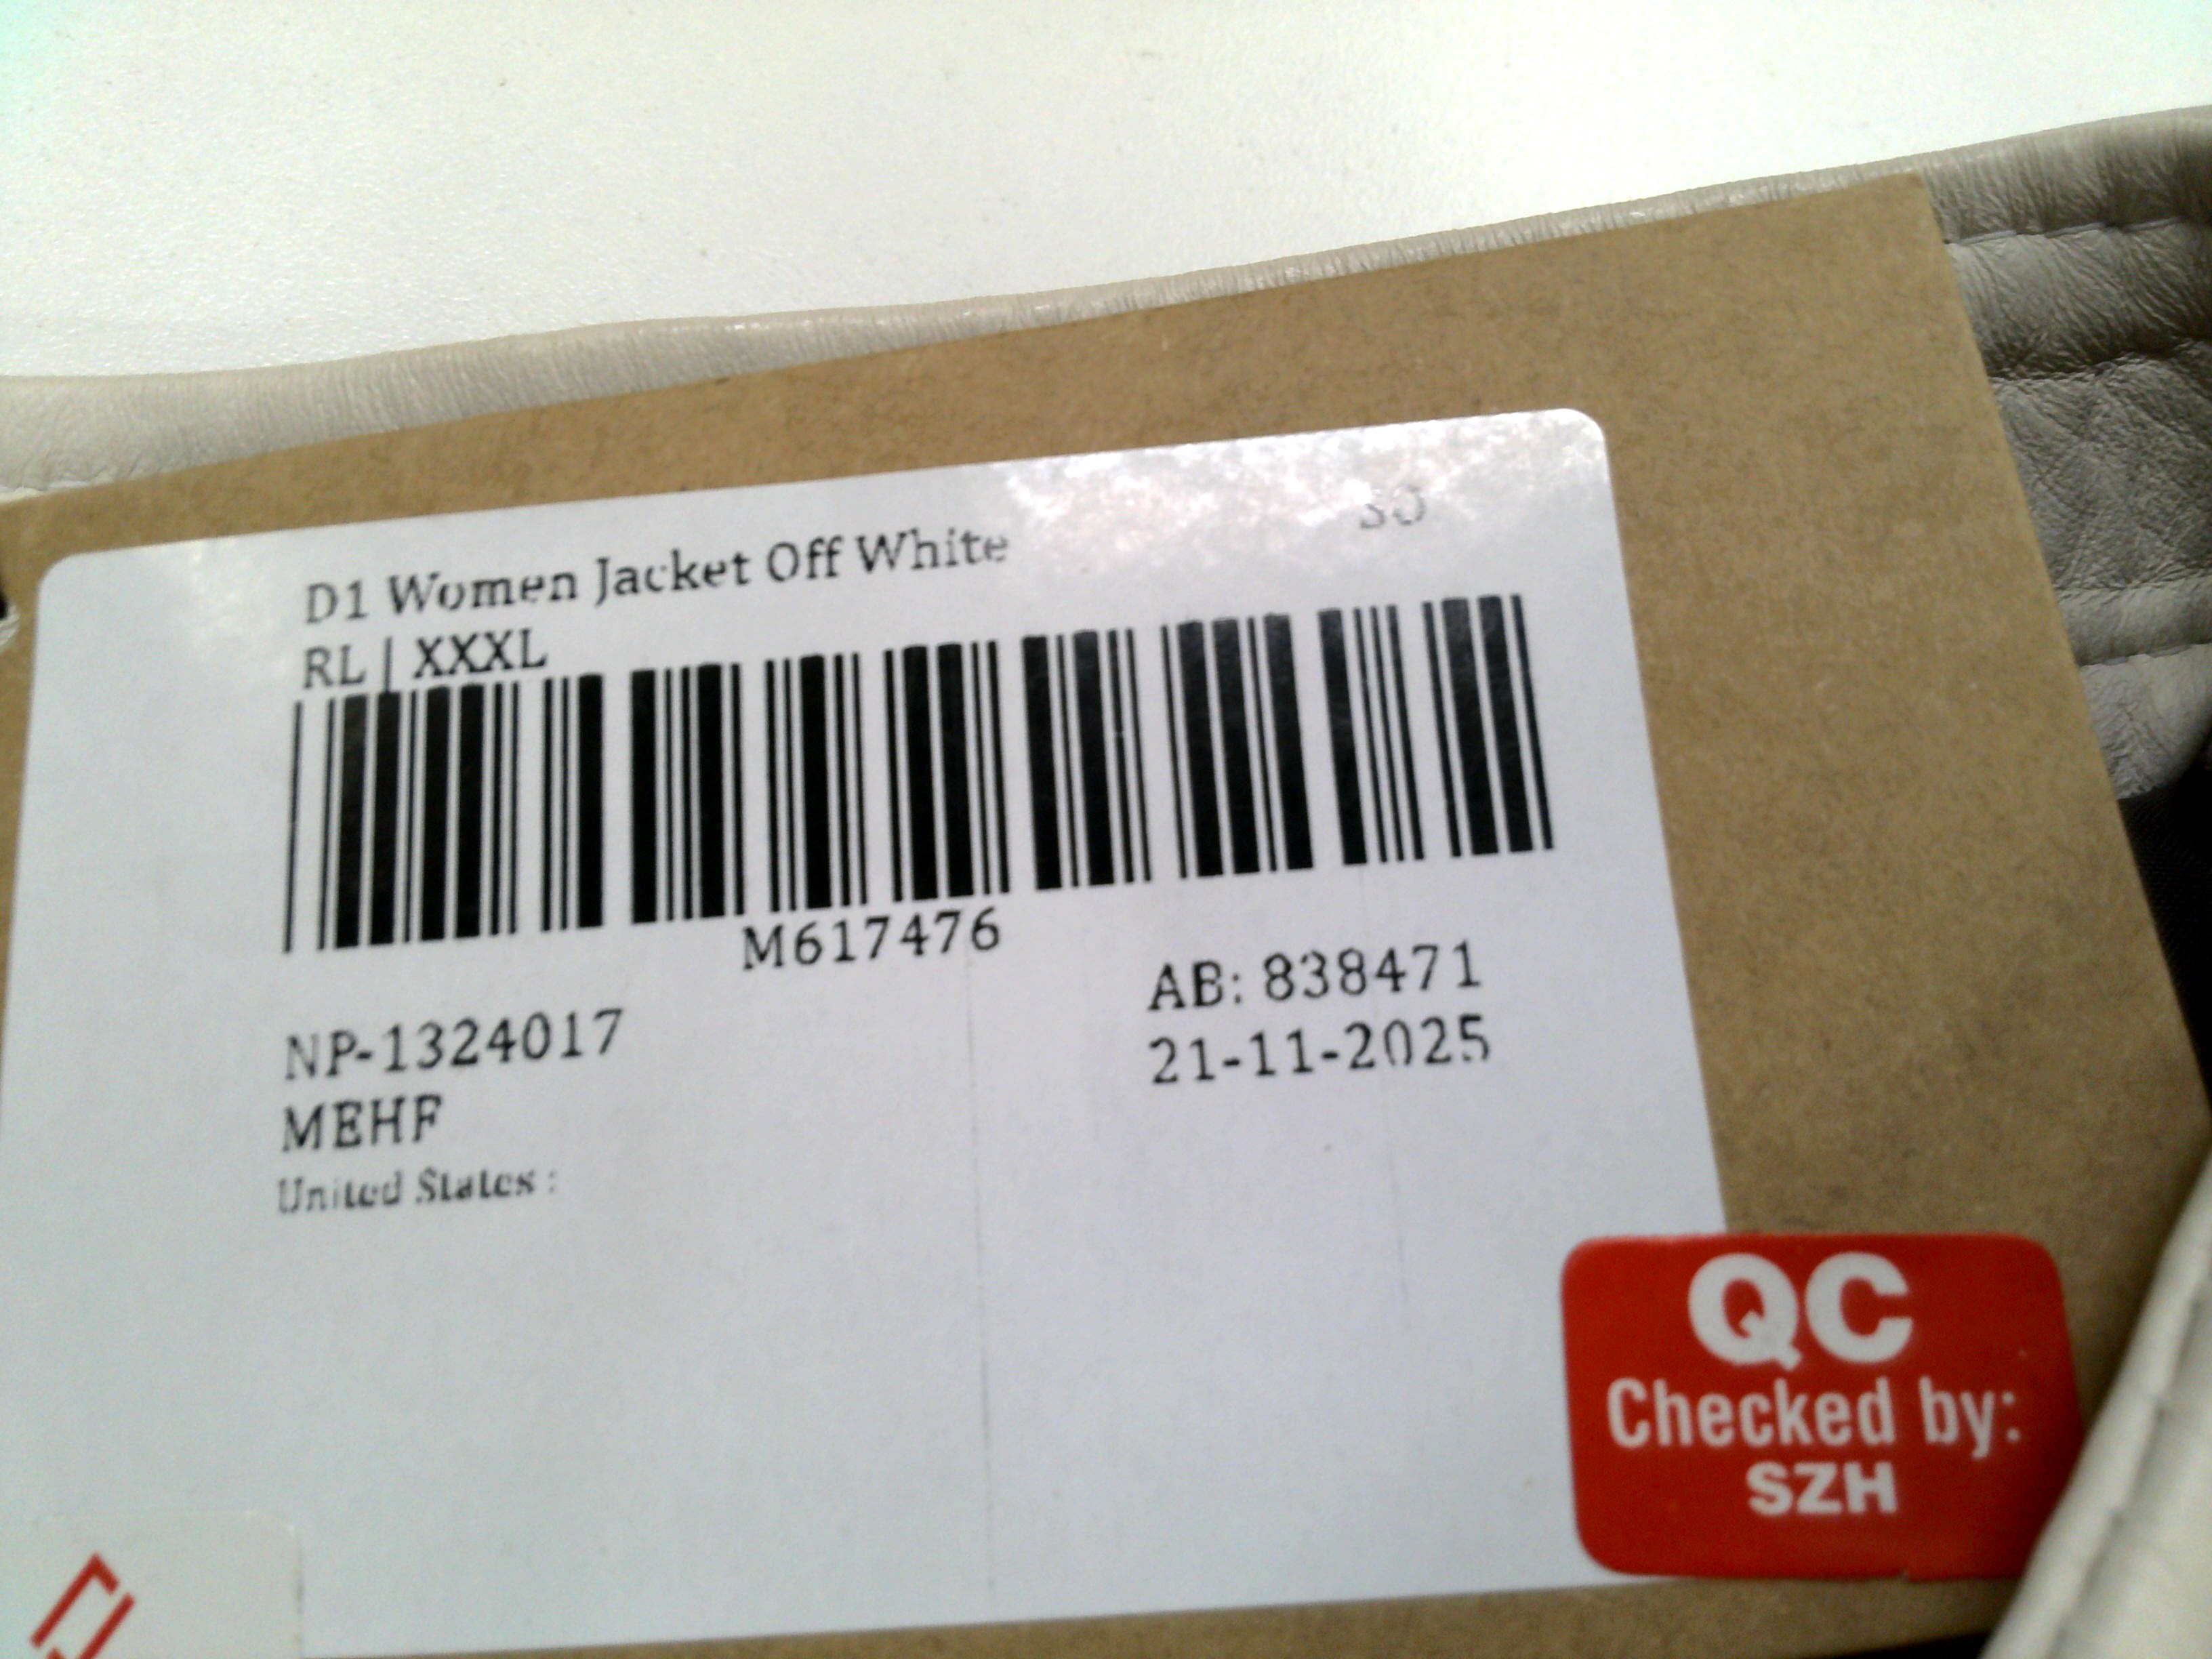 D1 Women Jacket Off White
SO
RL | XXXL
M617476
AB: 838471
NP-1324017
21-11-2025
MEHF
United States :
QC
Checked by:
SZH